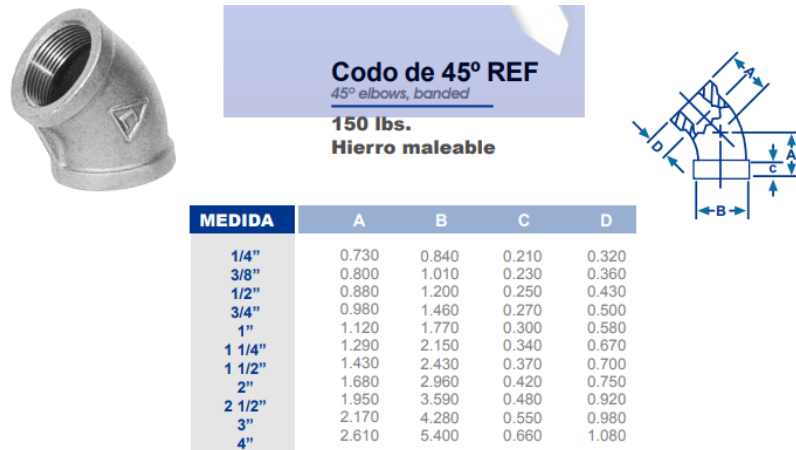 Codo de 45º REF
45º elbows, banded
150 lbs.
Hierro maleable
A
A
D
C
B
MEDIDA A B C D
1/4” 0.730 0.840 0.210 0.320
3/8” 0.800 1.010 0.230 0.360
1/2” 0.880 1.200 0.250 0.430
3/4” 0.980 1.460 0.270 0.500
1” 1.120 1.770 0.300 0.580
1 1/4” 1.290 2.150 0.340 0.670
1 1/2” 1.430 2.430 0.370 0.700
2” 1.680 2.960 0.420 0.750
2 1/2” 1.950 3.590 0.480 0.920
3” 2.170 4.280 0.550 0.980
4” 2.610 5.400 0.660 1.080